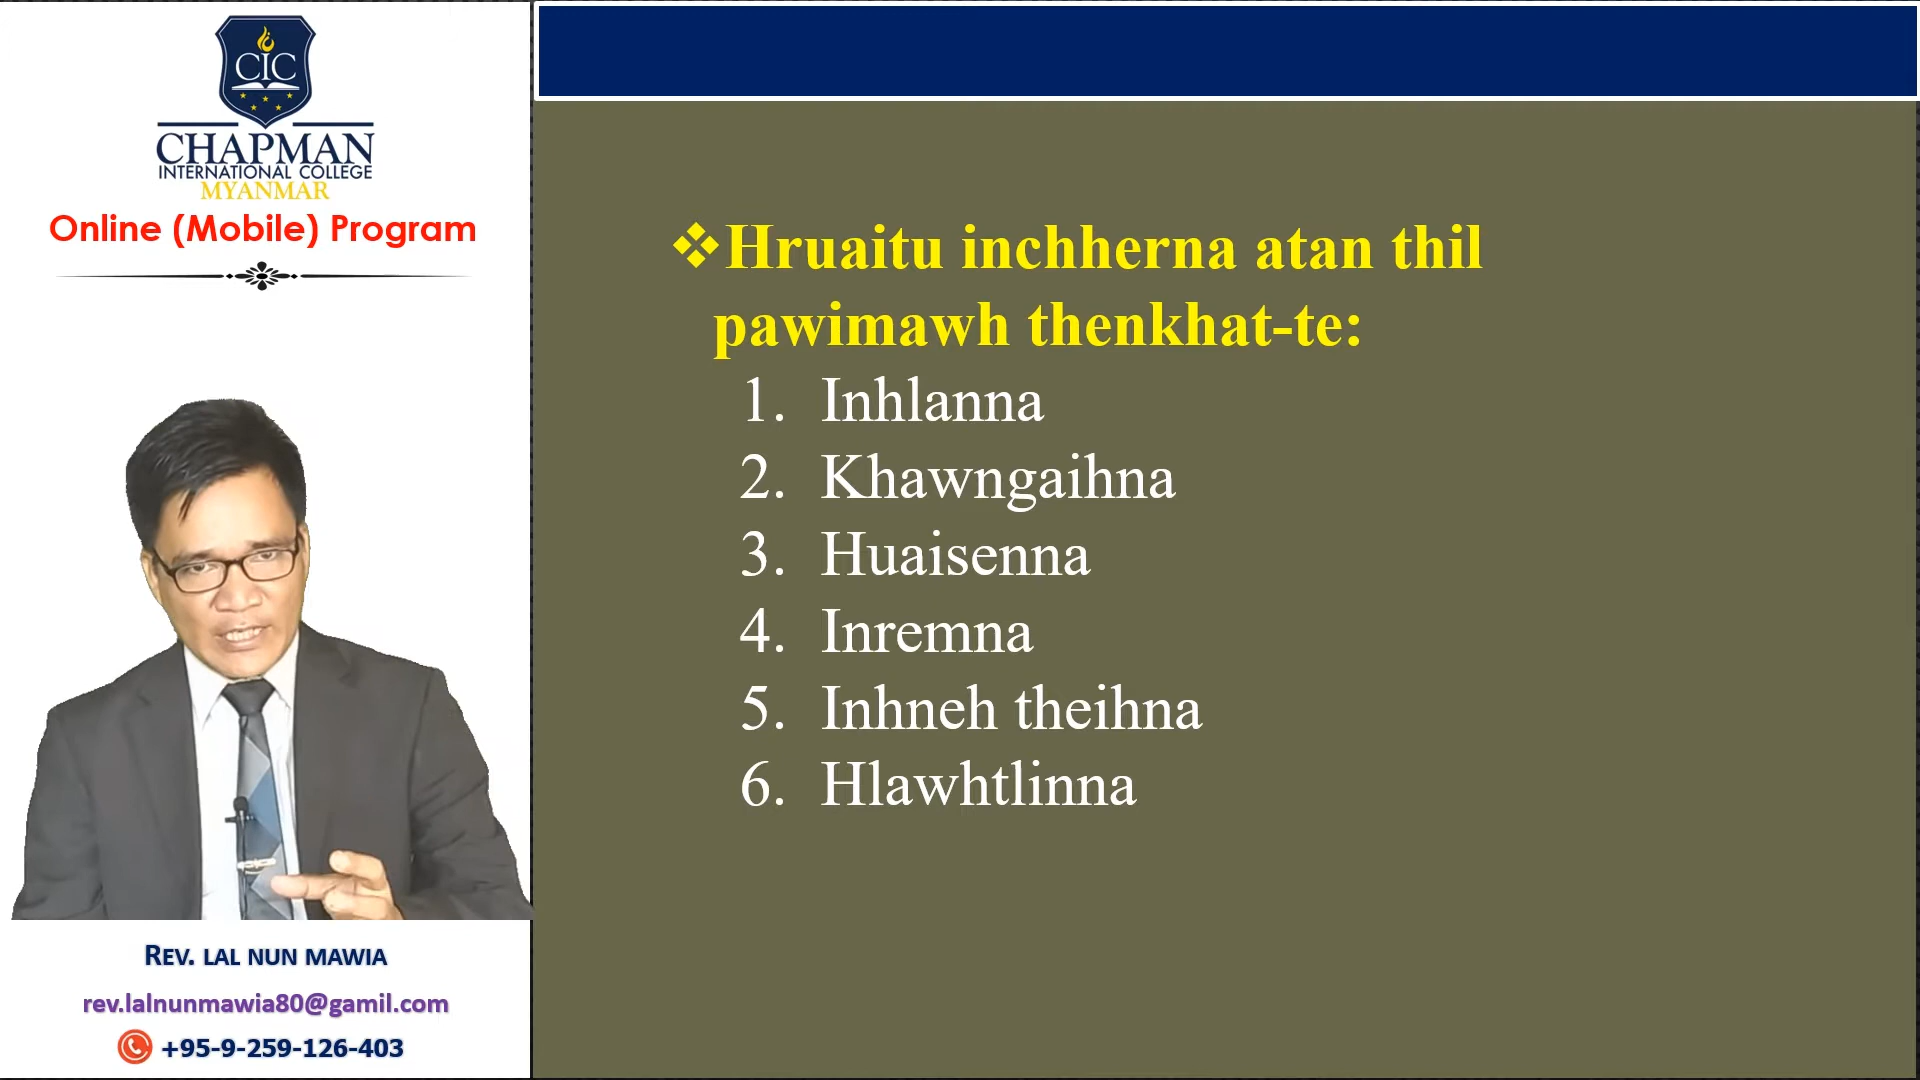 CIC
CHAPMAN
INTERNATIONAL COLLEGE
MYANMAR
Online (Mobile) Program
REV. LAL NUN MAWIA
rev.lalnunmawia80@gamil.com
+95-9-259-126-403
❖Hruaitu inchherna atan thil
pawimawh thenkhat-te:
1. Inhlanna
2. Khawngaihna
3. Huaisenna
4. Inremna
5. Inhneh theihna
6. Hlawhtlinna